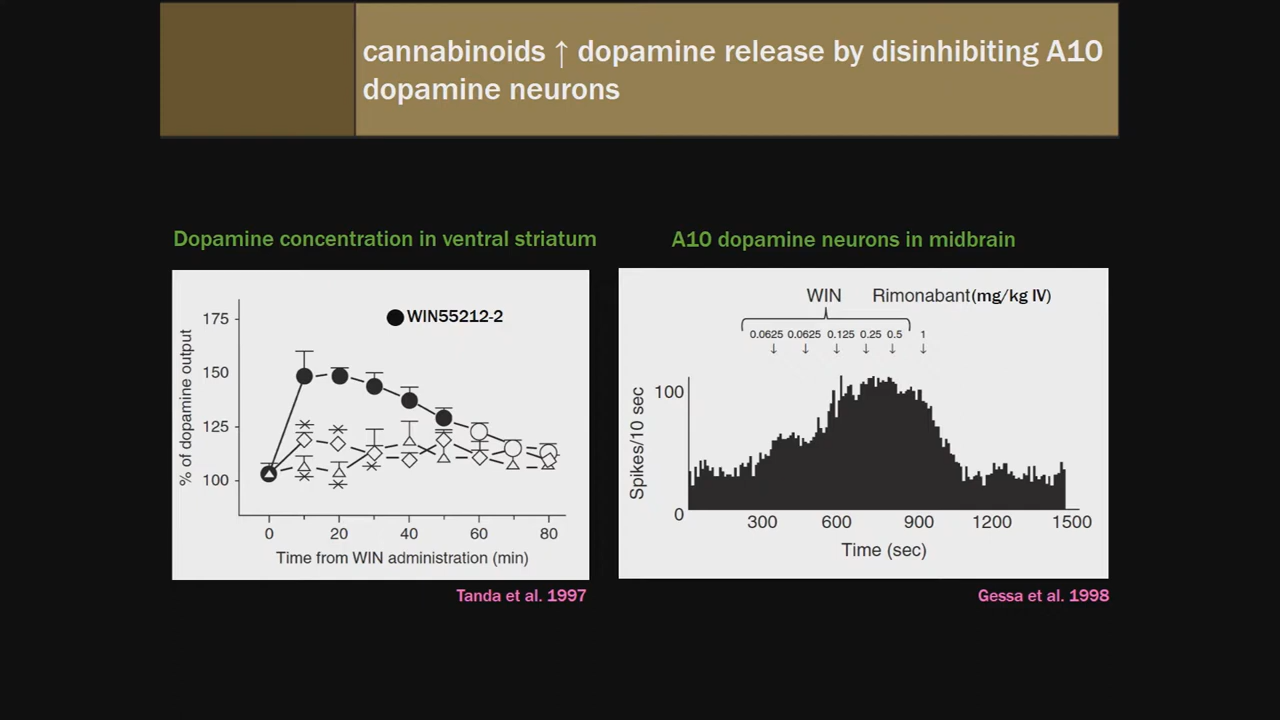 cannabinoids ↑ dopamine release by disinhibiting A10
dopamine neurons
Dopamine concentration in ventral striatum
175
150
125
100
% of dopamine output
WIN55212-2
0 20 40 60 80
Time from WIN administration (min)
Tanda et al. 1997
A10 dopamine neurons in midbrain
WIN Rimonabant(mg/kg IV)
0.0625 0.0625 0.125 0.25 0.5 1
↓ ↓ ↓ ↓ ↓ ↓
100
0
Spikes/10 sec
300 600 900 1200 1500
Time (sec)
Gessa et al. 1998